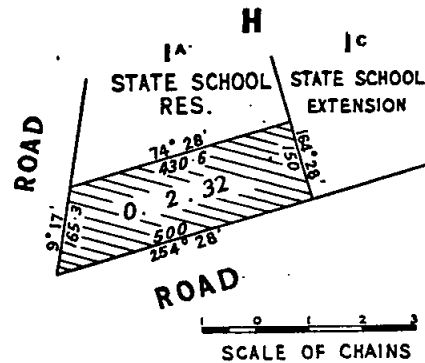 H
1A
1C
STATE SCHOOL
RES.
STATE SCHOOL
EXTENSION
ROAD
74° 28'
430.6
164° 28'
150
0. 2. 32
9° 17'
165.3
500
254° 28'
ROAD
1 0 1 2 3
SCALE OF CHAINS